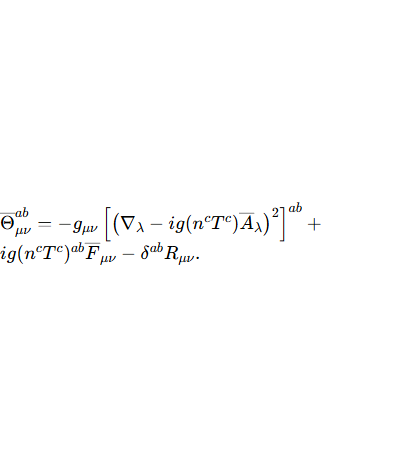 $\overline{\Theta}^{ab}_{\mu\nu} = -g_{\mu\nu} \left[ \left( \nabla_\lambda - ig(n^c T^c) \overline{A}_\lambda \right)^2 \right]^{ab} +$
$ig(n^c T^c)^{ab} \overline{F}_{\mu\nu} - \delta^{ab} R_{\mu\nu}.$